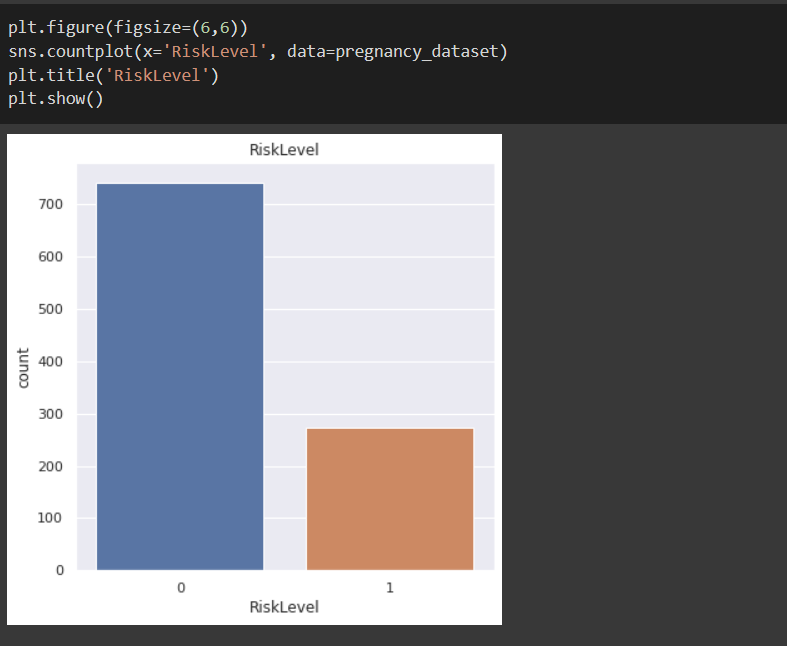 plt.figure(figsize=(6,6))
sns.countplot(x='RiskLevel', data=pregnancy_dataset)
plt.title('RiskLevel')
plt.show()
RiskLevel
700
600
500
400
300
200
100
0
count
0 1
RiskLevel